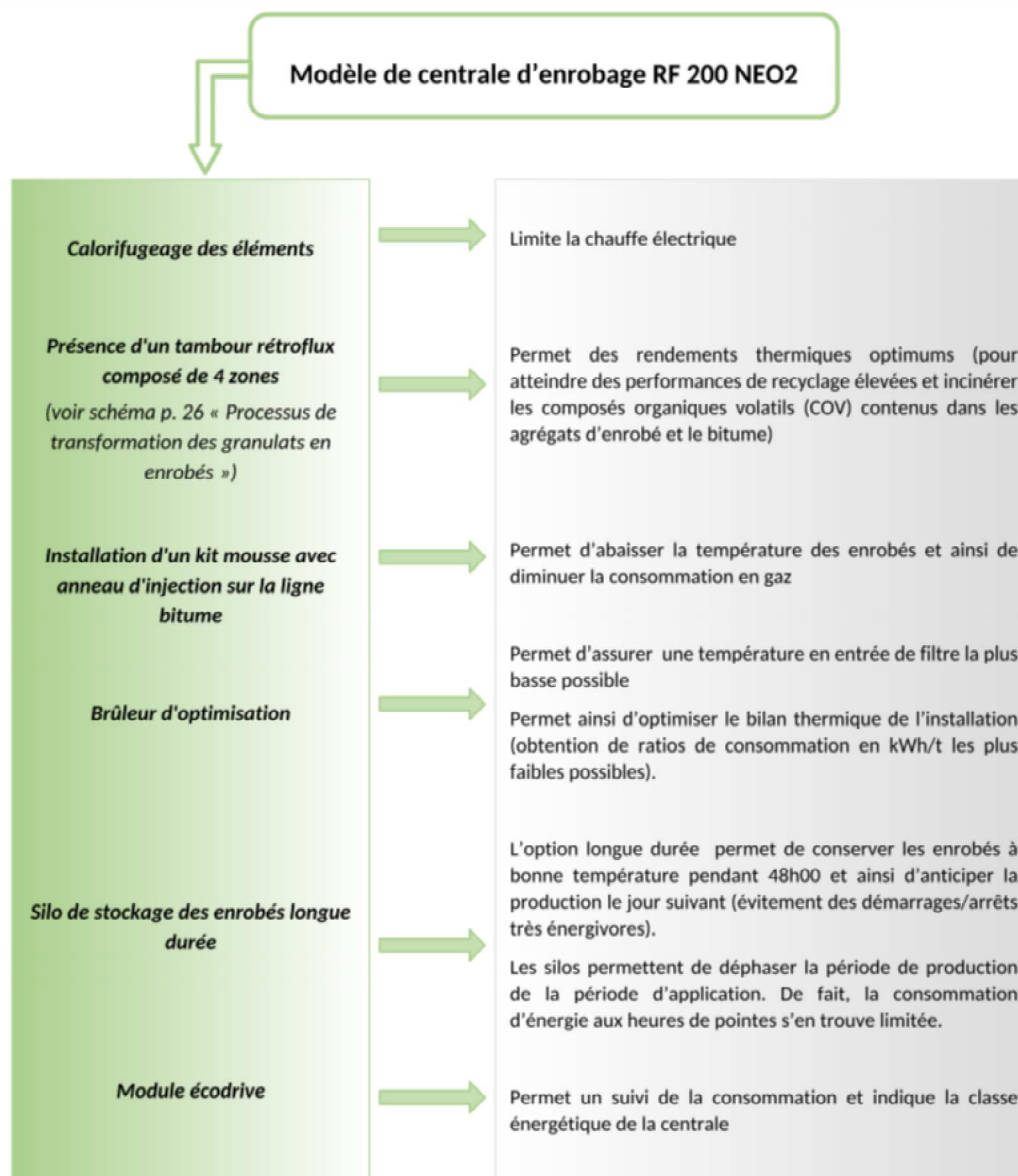 Modèle de centrale d'enrobage RF 200 NEO2
Calorifugeage des éléments
Limite la chauffe électrique
Présence d'un tambour rétroflux
composé de 4 zones
(voir schéma p. 26 « Processus de
transformation des granulats en
enrobés »)
Permet des rendements thermiques optimums (pour
atteindre des performances de recyclage élevées et incinérer
les composés organiques volatils (COV) contenus dans les
agrégats d'enrobé et le bitume)
Installation d'un kit mousse avec
anneau d'injection sur la ligne
bitume
Permet d'abaisser la température des enrobés et ainsi de
diminuer la consommation en gaz
Brûleur d'optimisation
Permet d'assurer une température en entrée de filtre la plus
basse possible
Permet ainsi d'optimiser le bilan thermique de l'installation
(obtention de ratios de consommation en kWh/t les plus
faibles possibles).
Silo de stockage des enrobés longue
durée
L'option longue durée permet de conserver les enrobés à
bonne température pendant 48h00 et ainsi d'anticiper la
production le jour suivant (évitement des démarrages/arrêts
très énergivores).
Les silos permettent de déphaser la période de production
de la période d'application. De fait, la consommation
d'énergie aux heures de pointes s'en trouve limitée.
Module écodrive
Permet un suivi de la consommation et indique la classe
énergétique de la centrale